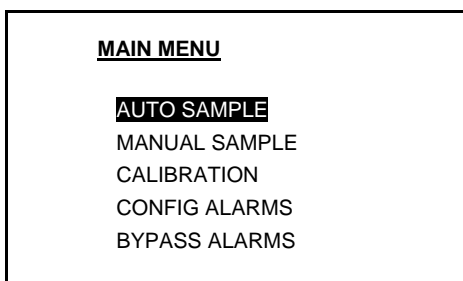 MAIN MENU
AUTO SAMPLE
MANUAL SAMPLE
CALIBRATION
CONFIG ALARMS
BYPASS ALARMS